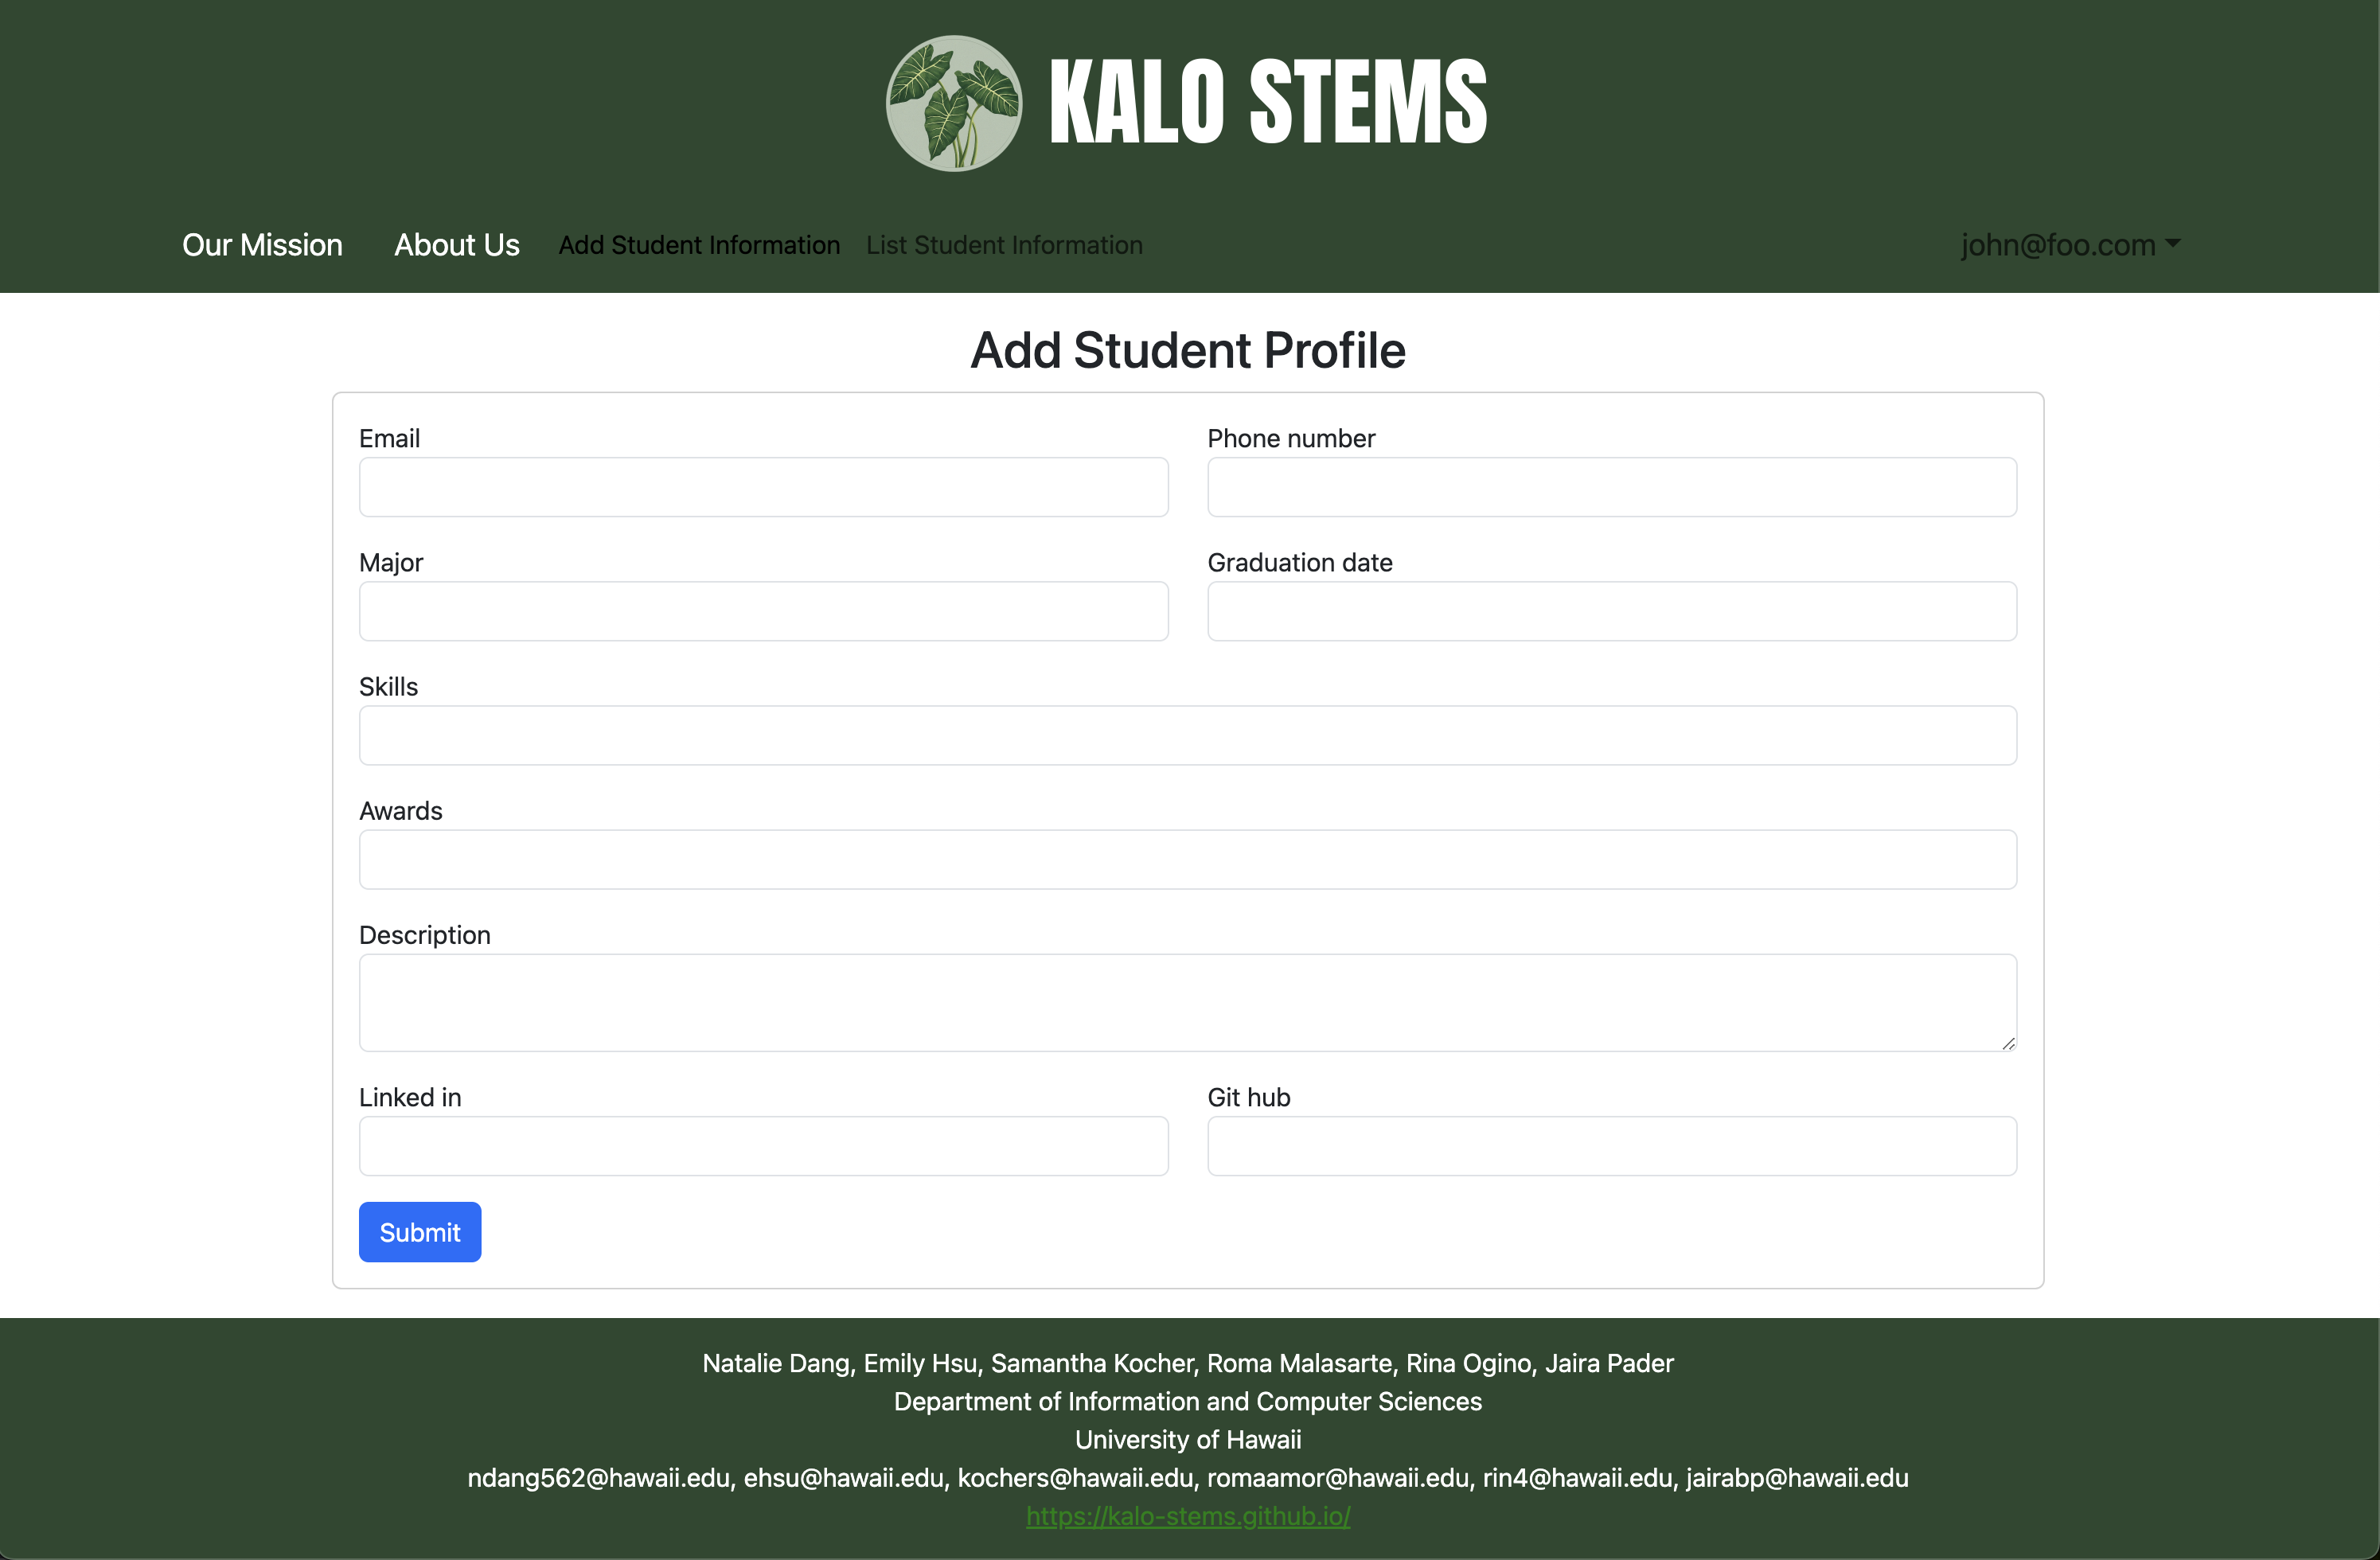 KALO STEMS
Our Mission About Us Add Student Information List Student Information john@foo.com
Add Student Profile
Email Phone number
Major Graduation date
Skills
Awards
Description
Linked in Git hub
Submit
Natalie Dang, Emily Hsu, Samantha Kocher, Roma Malasarte, Rina Ogino, Jaira Pader
Department of Information and Computer Sciences
University of Hawaii
ndang562@hawaii.edu, ehsu@hawaii.edu, kochers@hawaii.edu, romaamor@hawaii.edu, rin4@hawaii.edu, jairabp@hawaii.edu
https://kalo-stems.github.io/